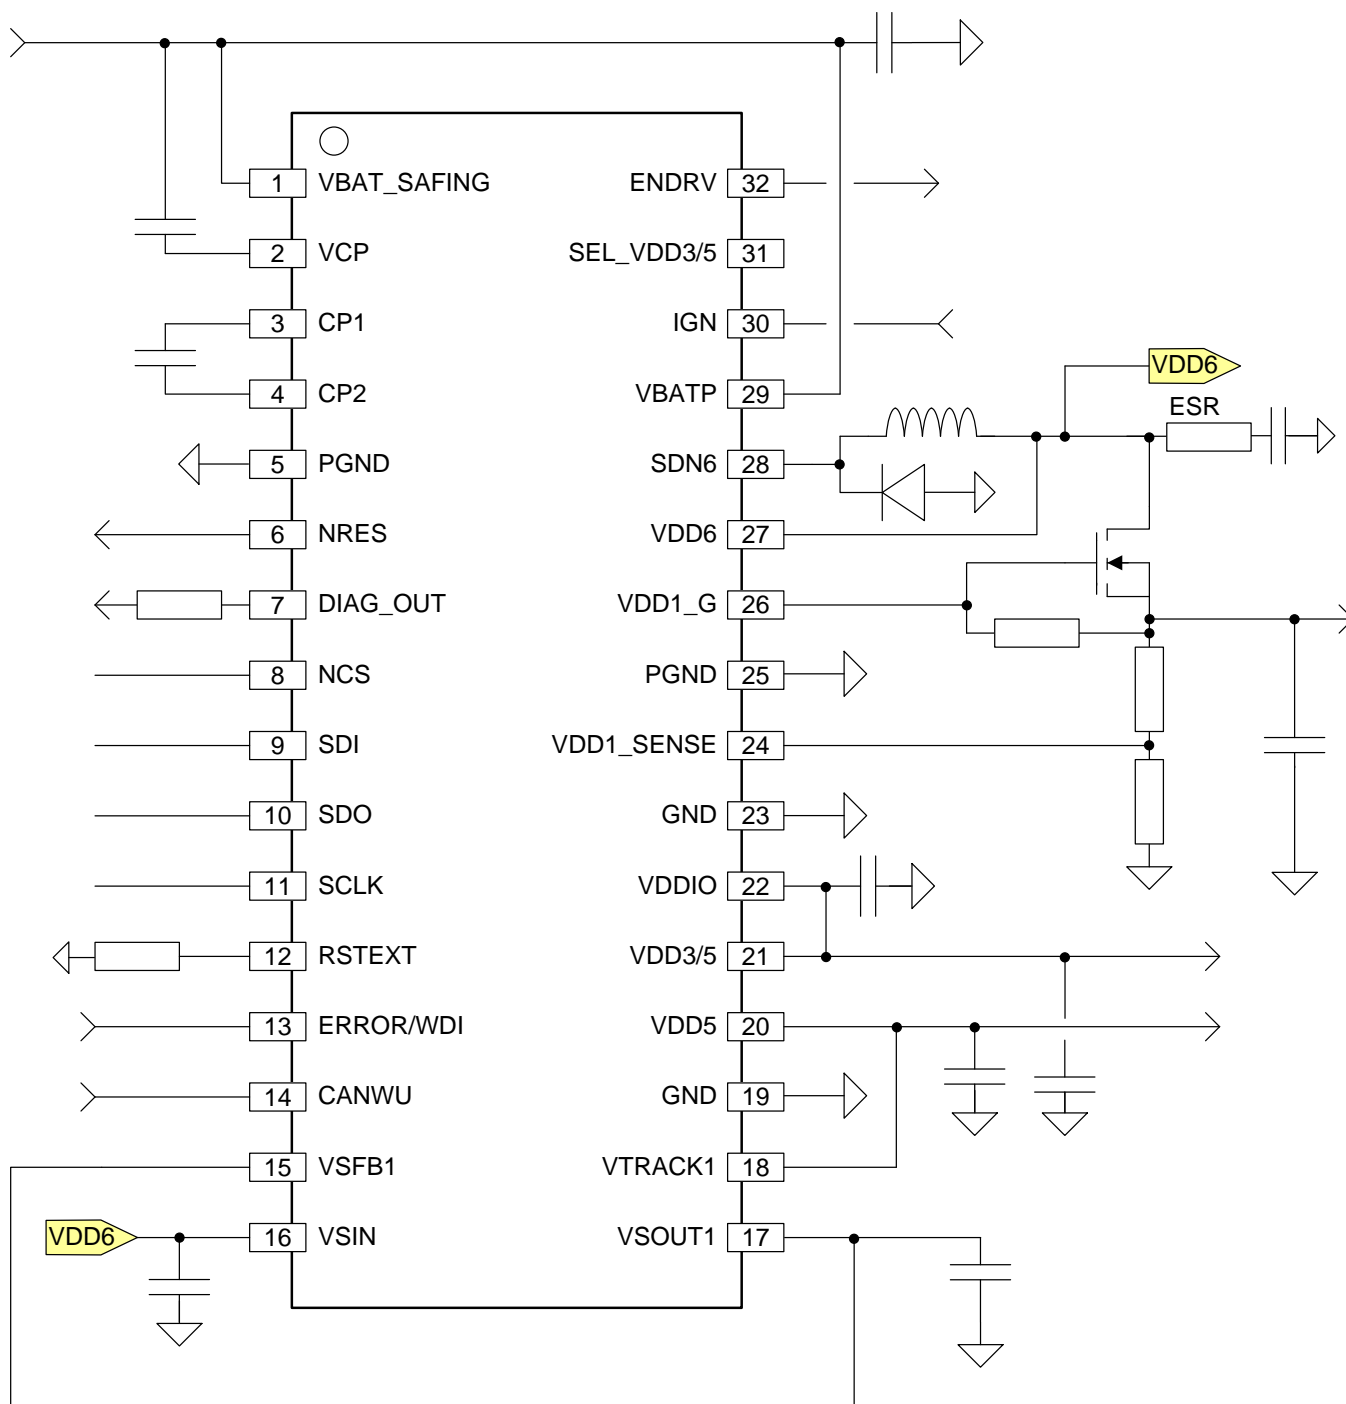 1 VBAT_SAFING ENDRV 32
2 VCP SEL_VDD3/5 31
3 CP1 IGN 30
VDD6
4 CP2 VBATP 29
ESR
5 PGND SDN6 28
6 NRES VDD6 27
7 DIAG_OUT VDD1_G 26
8 NCS PGND 25
9 SDI VDD1_SENSE 24
10 SDO GND 23
11 SCLK VDDIO 22
12 RSTEXT VDD3/5 21
13 ERROR/WDI VDD5 20
14 CANWU GND 19
15 VSFB1 VTRACK1 18
VDD6 16 VSIN VSOUT1 17